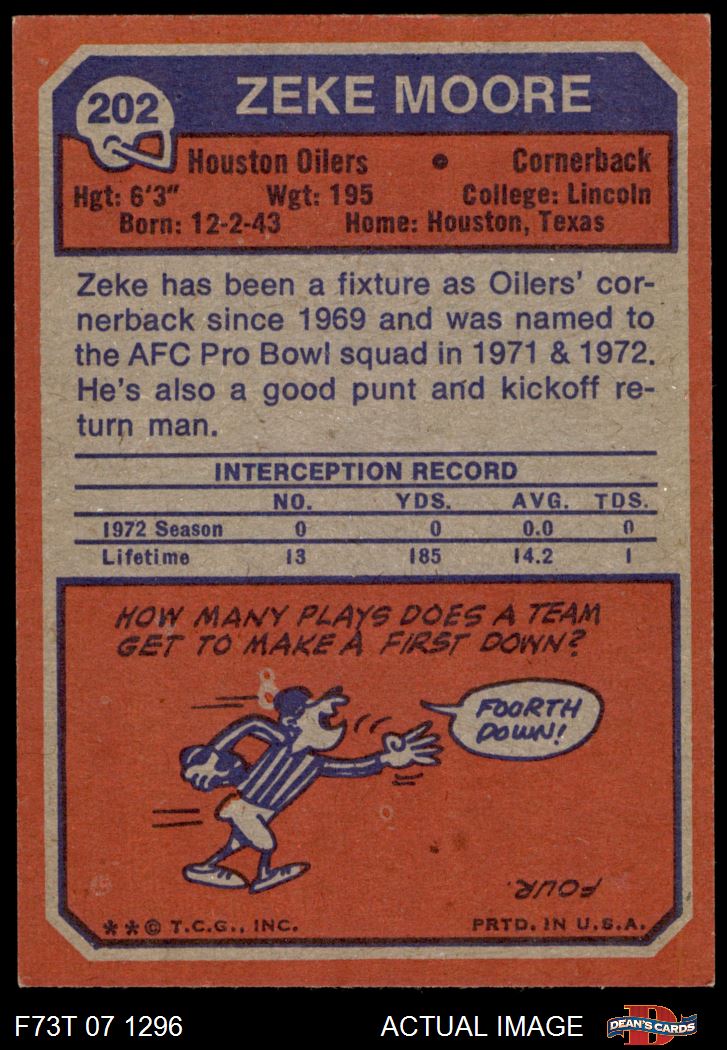 202
ZEKE MOORE
Houston Oilers • Cornerback
Hgt: 6'3" Wgt: 195 College: Lincoln
Born: 12-2-43 Home: Houston, Texas
Zeke has been a fixture as Oilers' cor-
nerback since 1969 and was named to
the AFC Pro Bowl squad in 1971 & 1972.
He's also a good punt and kickoff re-
turn man.
INTERCEPTION RECORD
NO. YDS. AVG. TDS.
1972 Season 0 0 0.0 0
Lifetime 13 185 14.2 1
HOW MANY PLAYS DOES A TEAM
GET TO MAKE A FIRST DOWN?
FOORTH
DOWN!
FOUR.
** © T.C.G., INC. PRTD. IN U.S.A.
F73T 07 1296 ACTUAL IMAGE
D
DEAN'S CARDS